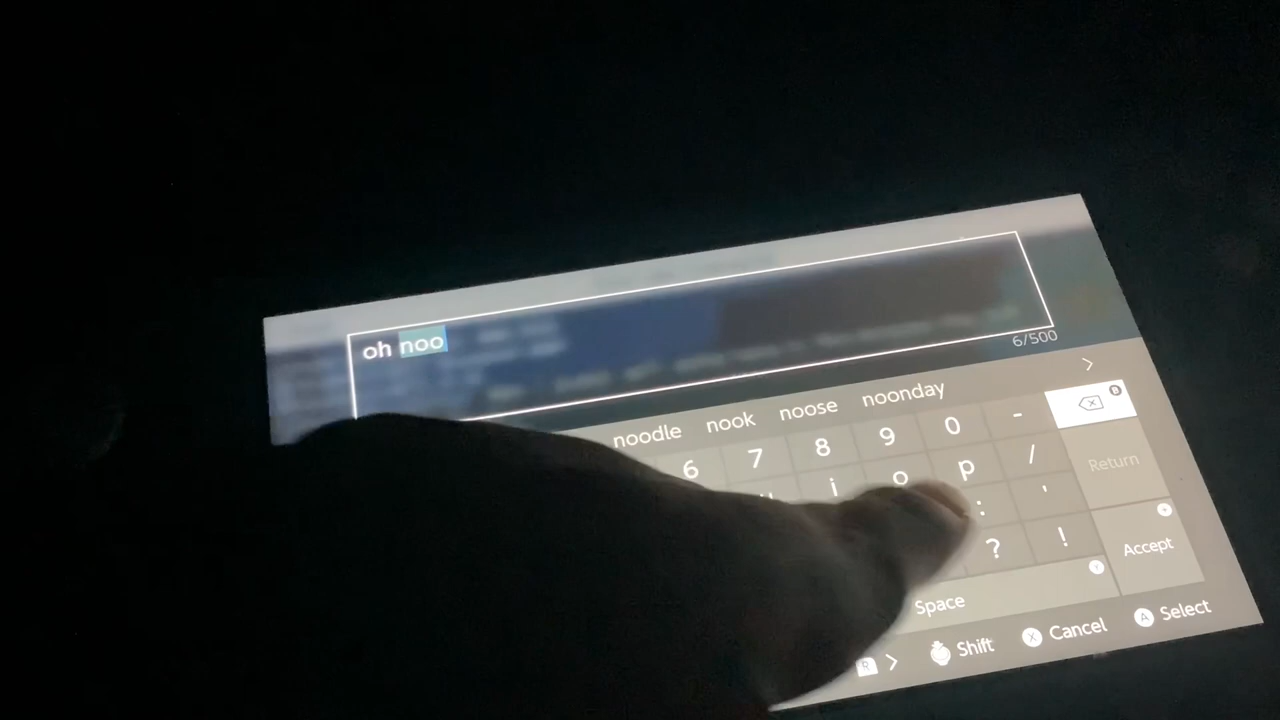 oh noo
6/500
noodle nook noose noonday >
6 7 8 9 0 - B
i o p / Return
: '
? ! + Accept
Space Y
R > Shift X Cancel A Select